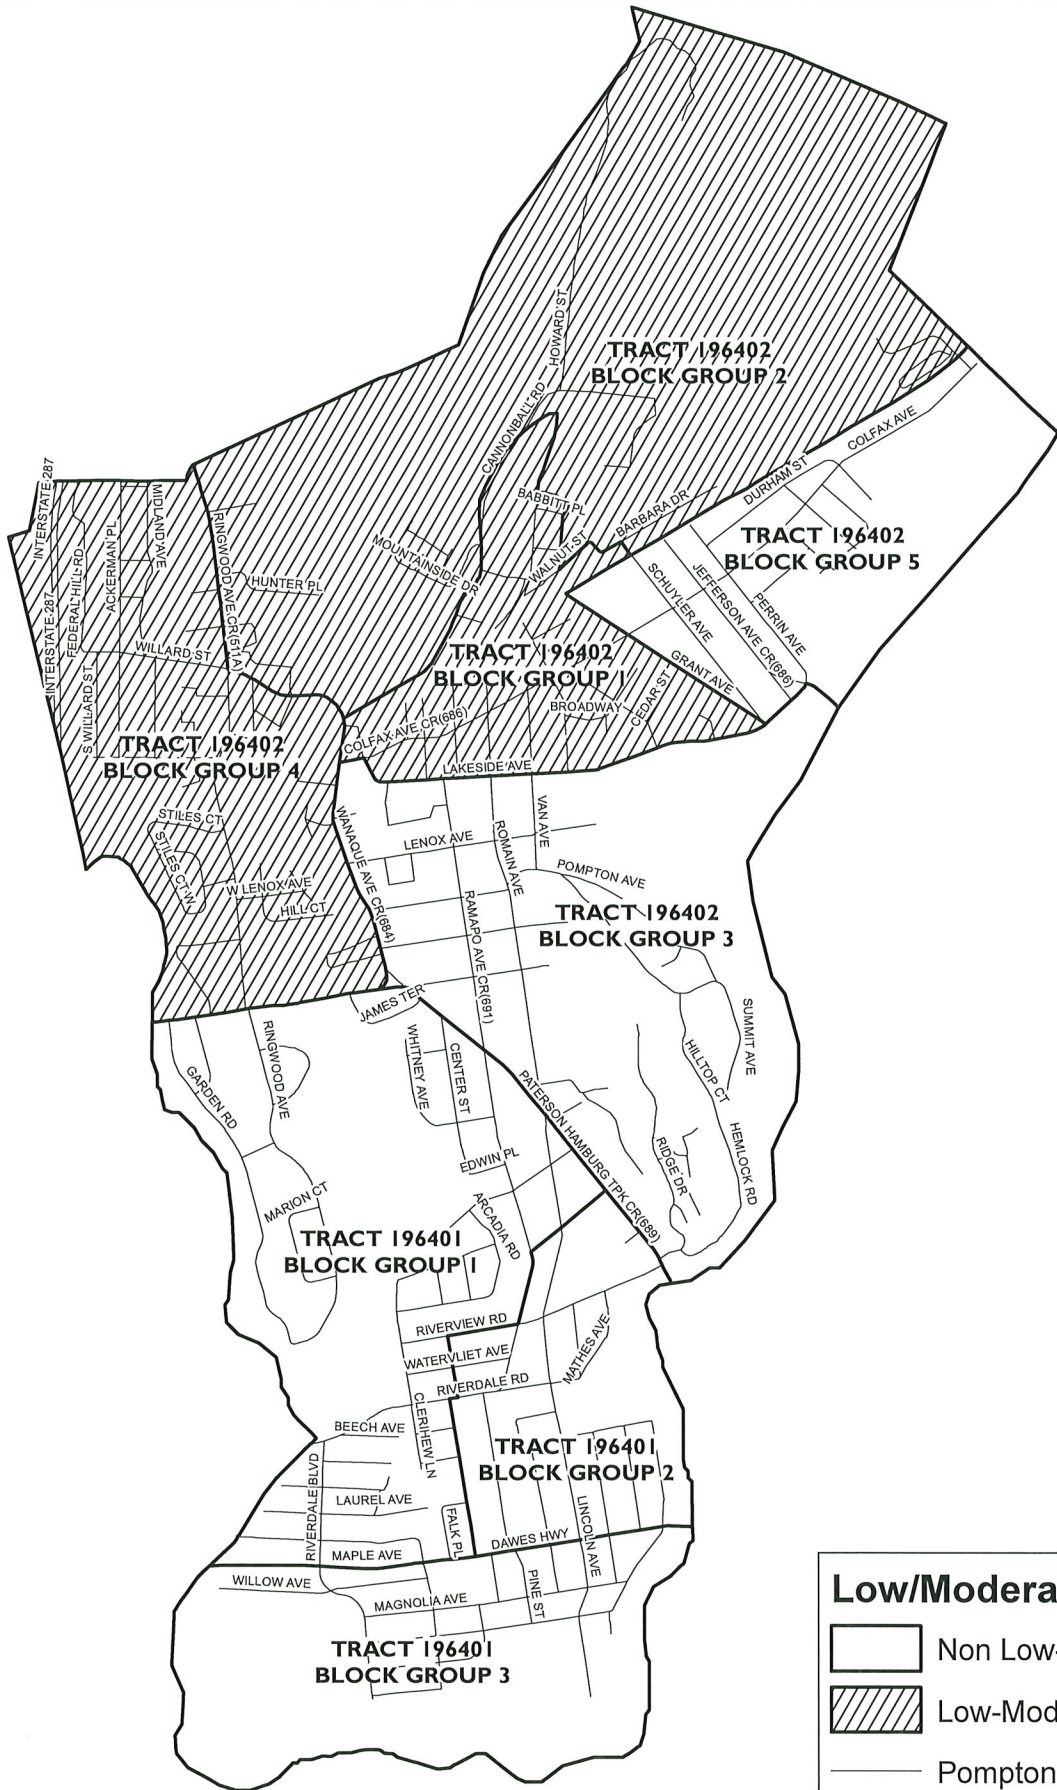 HOWARD ST
TRACT 196402
BLOCK GROUP 2
CANNONBALL RD
COLFAX AVE
DURHAM ST
INTERSTATE 287
MIDLAND AVE
BABBITT PL
BARBARA DR
TRACT 196402
BLOCK GROUP 5
RINGWOOD AVE CR(511A)
ACKERMAN PL
FEDERAL HILL RD
INTERSTATE 287
HUNTER PL
MOUNTAINSIDE DR
WALNUT ST
SCHUYLER AVE
JEFFERSON AVE CR(686)
PERRIN AVE
WILLARD ST
S WILLARD ST
TRACT 196402
BLOCK GROUP 1
GRANT AVE
CEDAR ST
BROADWAY
COLFAX AVE CR(686)
TRACT 196402
BLOCK GROUP 4
LAKESIDE AVE
STILES CT
STILES CT W
WANAQUE AVE CR(684)
LENOX AVE
ROMAIN AVE
VAN AVE
POMPTON AVE
W LENOX AVE
HILL CT
RAMAPO AVE CR(691)
TRACT 196402
BLOCK GROUP 3
JAMES TER
SUMMIT AVE
RINGWOOD AVE
GARDEN RD
WHITNEY AVE
CENTER ST
HILLTOP CT
PATERSON HAMBURG TPK CR(689)
HEMLOCK RD
RIDGE DR
EDWIN PL
MARION CT
ARCADIA RD
TRACT 196401
BLOCK GROUP 1
RIVERVIEW RD
WATERVLIET AVE
MATHES AVE
RIVERDALE RD
CLERIHEW LN
BEECH AVE
TRACT 196401
BLOCK GROUP 2
RIVERDALE BLVD
LAUREL AVE
FALK PL
LINCOLN AVE
DAWES HWY
MAPLE AVE
WILLOW AVE
PINE ST
MAGNOLIA AVE
TRACT 196401
BLOCK GROUP 3
Low/Modera
Non Low-
Low-Mod
Pompton